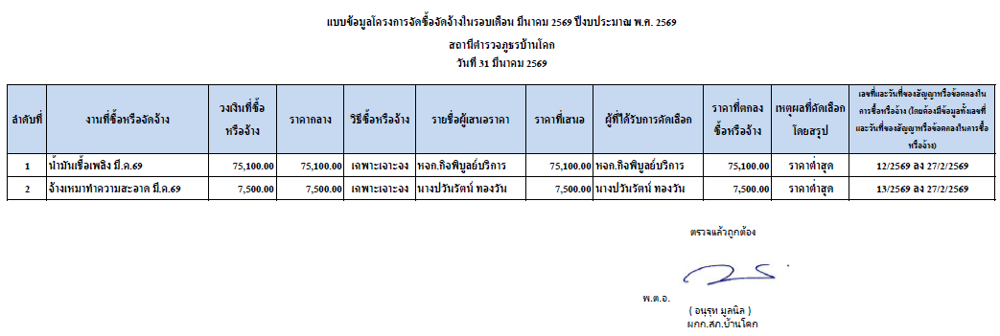 แบบข้อมูลโครงการจัดซื้อจัดจ้างในรอบเดือน มีนาคม 2569 ปีงบประมาณ พ.ศ. 2569
สถานีตำรวจภูธรบ้านโคก
วันที่ 31 มีนาคม 2569
ลำดับที่ งานที่ซื้อหรือจัดจ้าง วงเงินที่ซื้อหรือจ้าง ราคากลาง วิธีซื้อหรือจ้าง รายชื่อผู้เสนอราคา ราคาที่เสนอ ผู้ที่ได้รับการคัดเลือก ราคาที่ตกลงซื้อหรือจ้าง เหตุผลที่คัดเลือกโดยสรุป เลขที่และวันที่ของสัญญาหรือข้อตกลงในการซื้อหรือจ้าง (โดยต้องมีข้อมูลทั้งเลขที่และวันที่ของสัญญาหรือข้อตกลงในการซื้อหรือจ้าง)
1 น้ำมันเชื้อเพลิง มี.ค.69 75,100.00 75,100.00 เฉพาะเจาะจง หจก.กิจพิบูลย์บริการ 75,100.00 หจก.กิจพิบูลย์บริการ 75,100.00 ราคาต่ำสุด 12/2569 ลง 27/2/2569
2 จ้างเหมาทำความสะอาด มี.ค.69 7,500.00 7,500.00 เฉพาะเจาะจง นางปวันรัตน์ ทองวัน 7,500.00 นางปวันรัตน์ ทองวัน 7,500.00 ราคาต่ำสุด 13/2569 ลง 27/2/2569
ตรวจแล้วถูกต้อง
พ.ต.อ.
( อนุรุท มูลนิล )
ผกก.สภ.บ้านโคก